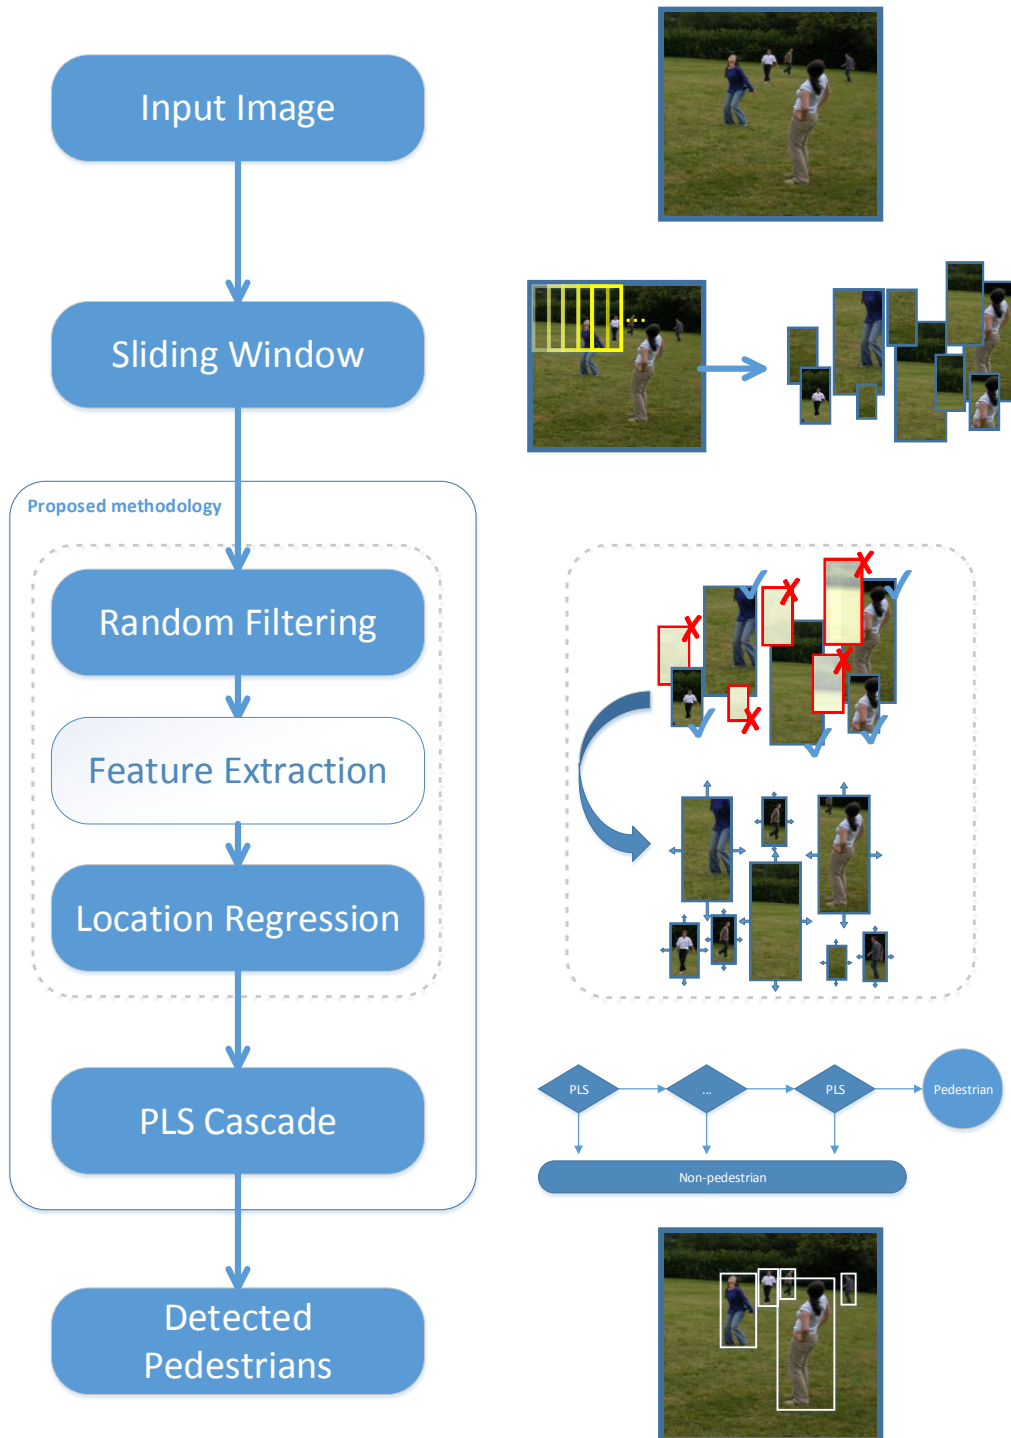 Input Image
Sliding Window
...
Proposed methodology
Random Filtering
Feature Extraction
Location Regression
PLS Cascade
PLS
...
PLS
Pedestrian
Non-pedestrian
Detected
Pedestrians